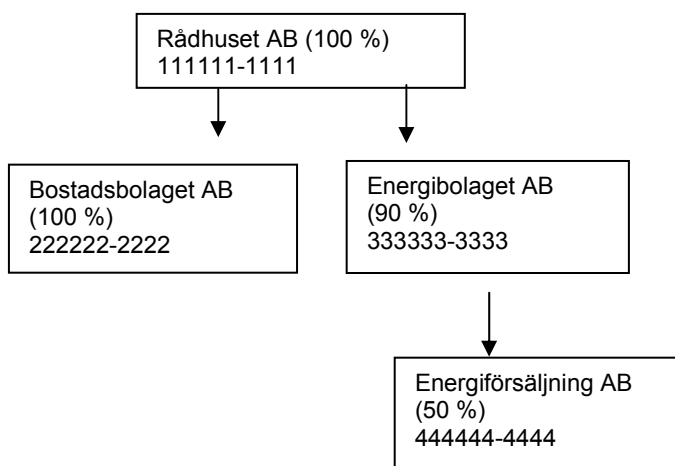 Rådhuset AB (100 %)
111111-1111
Bostadsbolaget AB
(100 %)
222222-2222
Energibolaget AB
(90 %)
333333-3333
Energiförsäljning AB
(50 %)
444444-4444